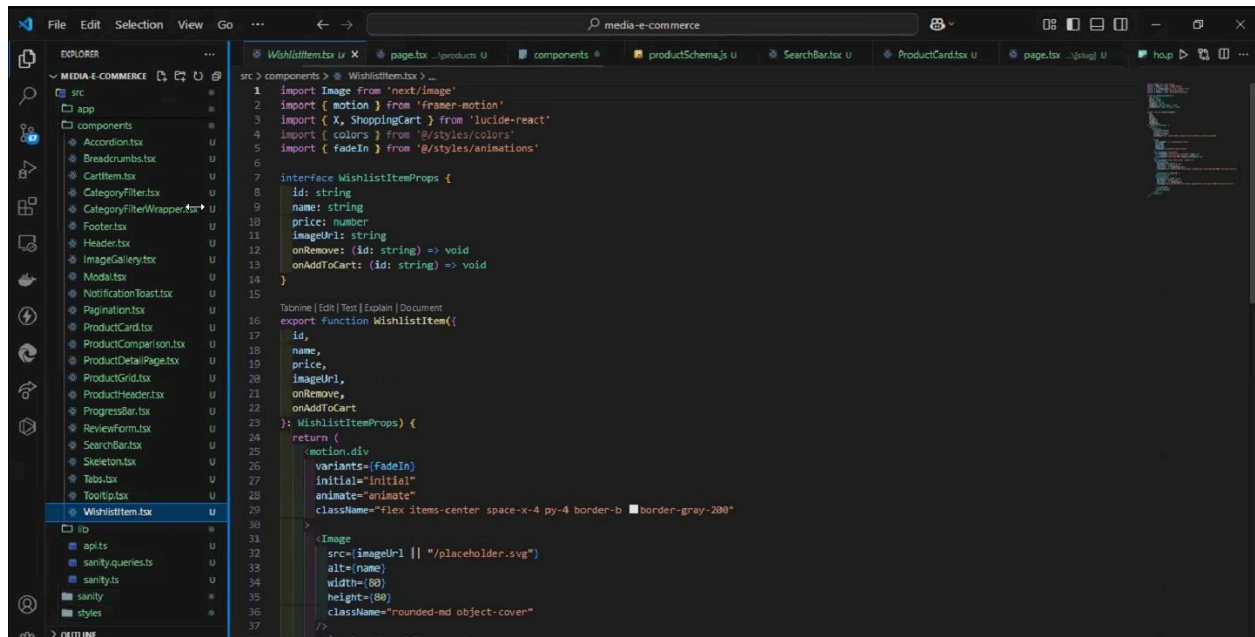 File Edit Selection View Go ··· media-e-commerce
EXPLORER ···
MEDIA-E-COMMERCE
src
app
components
Accordion.tsx U
Breadcrumbs.tsx U
CartItem.tsx U
CategoryFilter.tsx U
CategoryFilterWrapper.tsx U
Footer.tsx U
Header.tsx U
ImageGallery.tsx U
Modal.tsx U
NotificationToast.tsx U
Pagination.tsx U
ProductCard.tsx U
ProductComparison.tsx U
ProductDetailPage.tsx U
ProductGrid.tsx U
ProductHeader.tsx U
ProgressBar.tsx U
ReviewForm.tsx U
SearchBar.tsx U
Skeleton.tsx U
Tabs.tsx U
Tooltip.tsx U
WishlistItem.tsx U
lib
api.ts U
sanity.queries.ts U
sanity.ts U
sanity
styles
OUTLINE
WishlistItem.tsx U page.tsx ...\products U components productSchema.js U SearchBar.tsx U ProductCard.tsx U page.tsx ...\[slug] U ···
src > components > WishlistItem.tsx > ...
1 import Image from 'next/image'
2 import { motion } from 'framer-motion'
3 import { X, ShoppingCart } from 'lucide-react'
4 import { colors } from '@/styles/colors'
5 import { fadeIn } from '@/styles/animations'
6
7 interface WishlistItemProps {
8 id: string
9 name: string
10 price: number
11 imageUrl: string
12 onRemove: (id: string) => void
13 onAddToCart: (id: string) => void
14 }
15
Tabnine | Edit | Test | Explain | Document
16 export function WishlistItem({
17 id,
18 name,
19 price,
20 imageUrl,
21 onRemove,
22 onAddToCart
23 }: WishlistItemProps) {
24 return (
25 <motion.div
26 variants={fadeIn}
27 initial="initial"
28 animate="animate"
29 className="flex items-center space-x-4 py-4 border-b border-gray-200"
30 >
31 <Image
32 src={imageUrl || "/placeholder.svg"}
33 alt={name}
34 width={80}
35 height={80}
36 className="rounded-md object-cover"
37 />